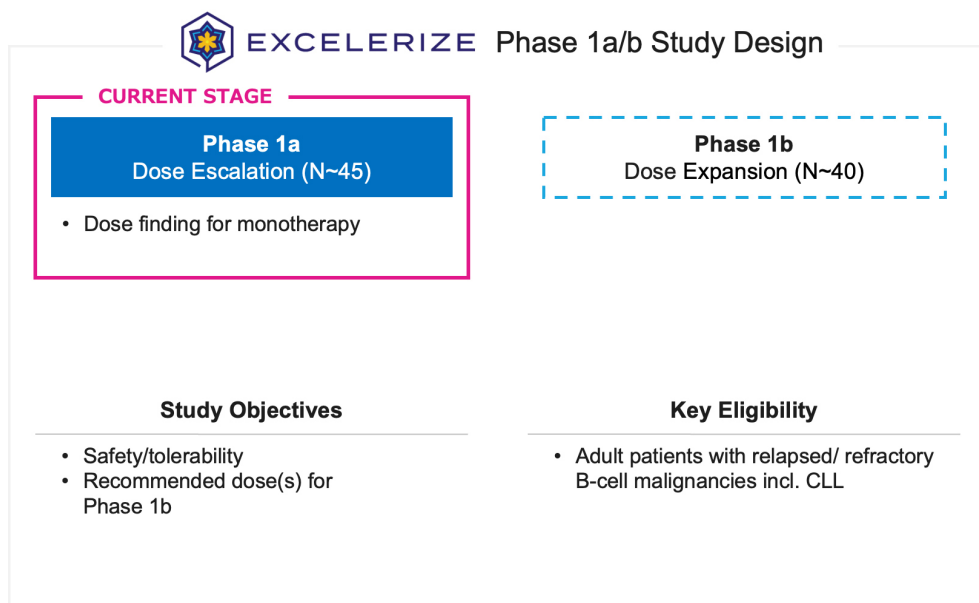 EXCELERIZE Phase 1a/b Study Design
CURRENT STAGE
Phase 1a
Dose Escalation (N~45)
• Dose finding for monotherapy
Phase 1b
Dose Expansion (N~40)
Study Objectives
• Safety/tolerability
• Recommended dose(s) for
Phase 1b
Key Eligibility
• Adult patients with relapsed/ refractory
B-cell malignancies incl. CLL